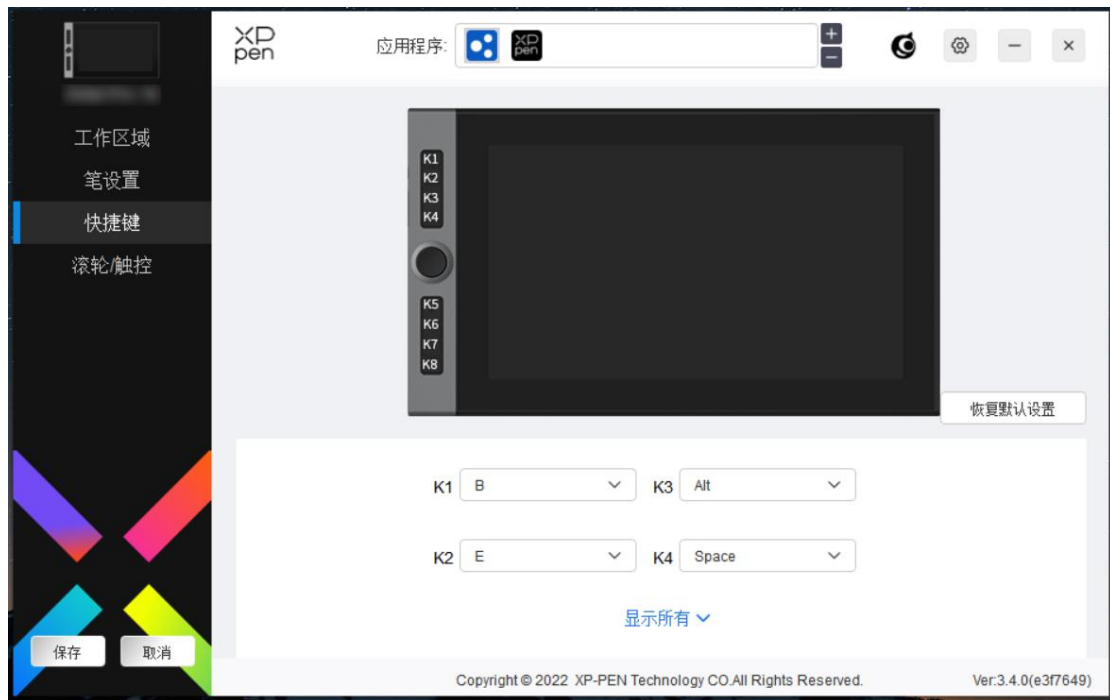 XP
pen
应用程序:
XP
pen
工作区域
笔设置
快捷键
滚轮/触控
K1
K2
K3
K4
K5
K6
K7
K8
恢复默认设置
K1 B K3 Alt
K2 E K4 Space
显示所有
保存 取消
Copyright © 2022 XP-PEN Technology CO.All Rights Reserved. Ver:3.4.0(e3f7649)